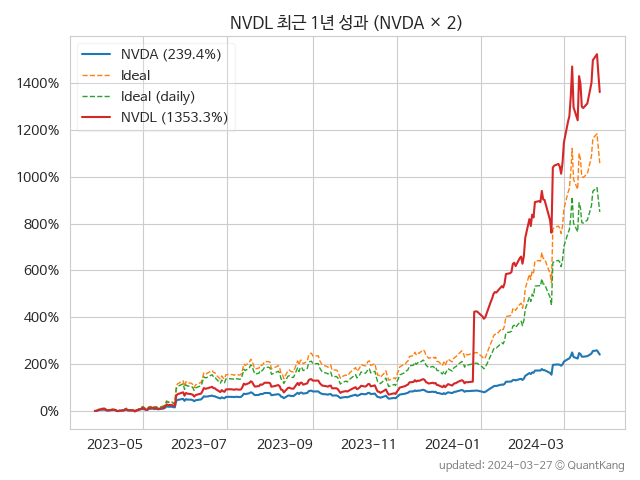 NVDL 최근 1년 성과 (NVDA × 2)
NVDA (239.4%)
Ideal
Ideal (daily)
NVDL (1353.3%)
1400%
1200%
1000%
800%
600%
400%
200%
0%
2023−05 2023−07 2023−09 2023−11 2024−01 2024−03
updated: 2024-03-27 © QuantKang